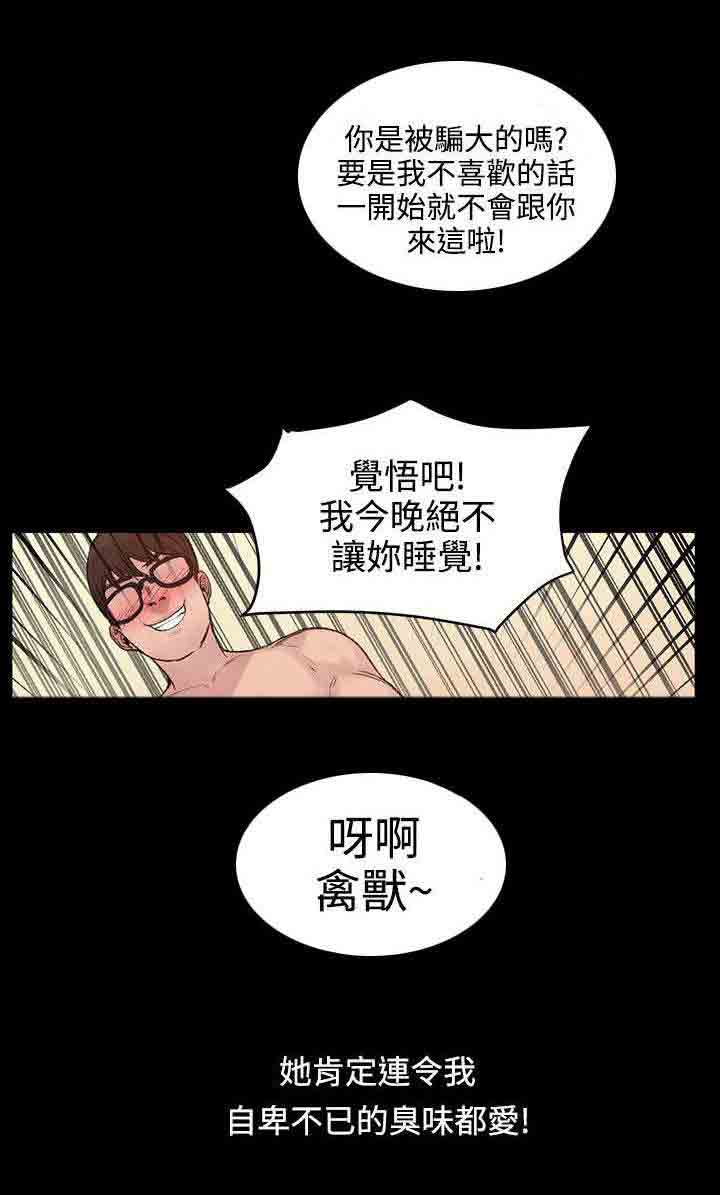 你是被騙大的嗎?
要是我不喜歡的話
一開始就不會跟你
來這啦!
覺悟吧!
我今晚絕不
讓妳睡覺!
呀啊
禽獸~
她肯定連令我
自卑不已的臭味都愛!